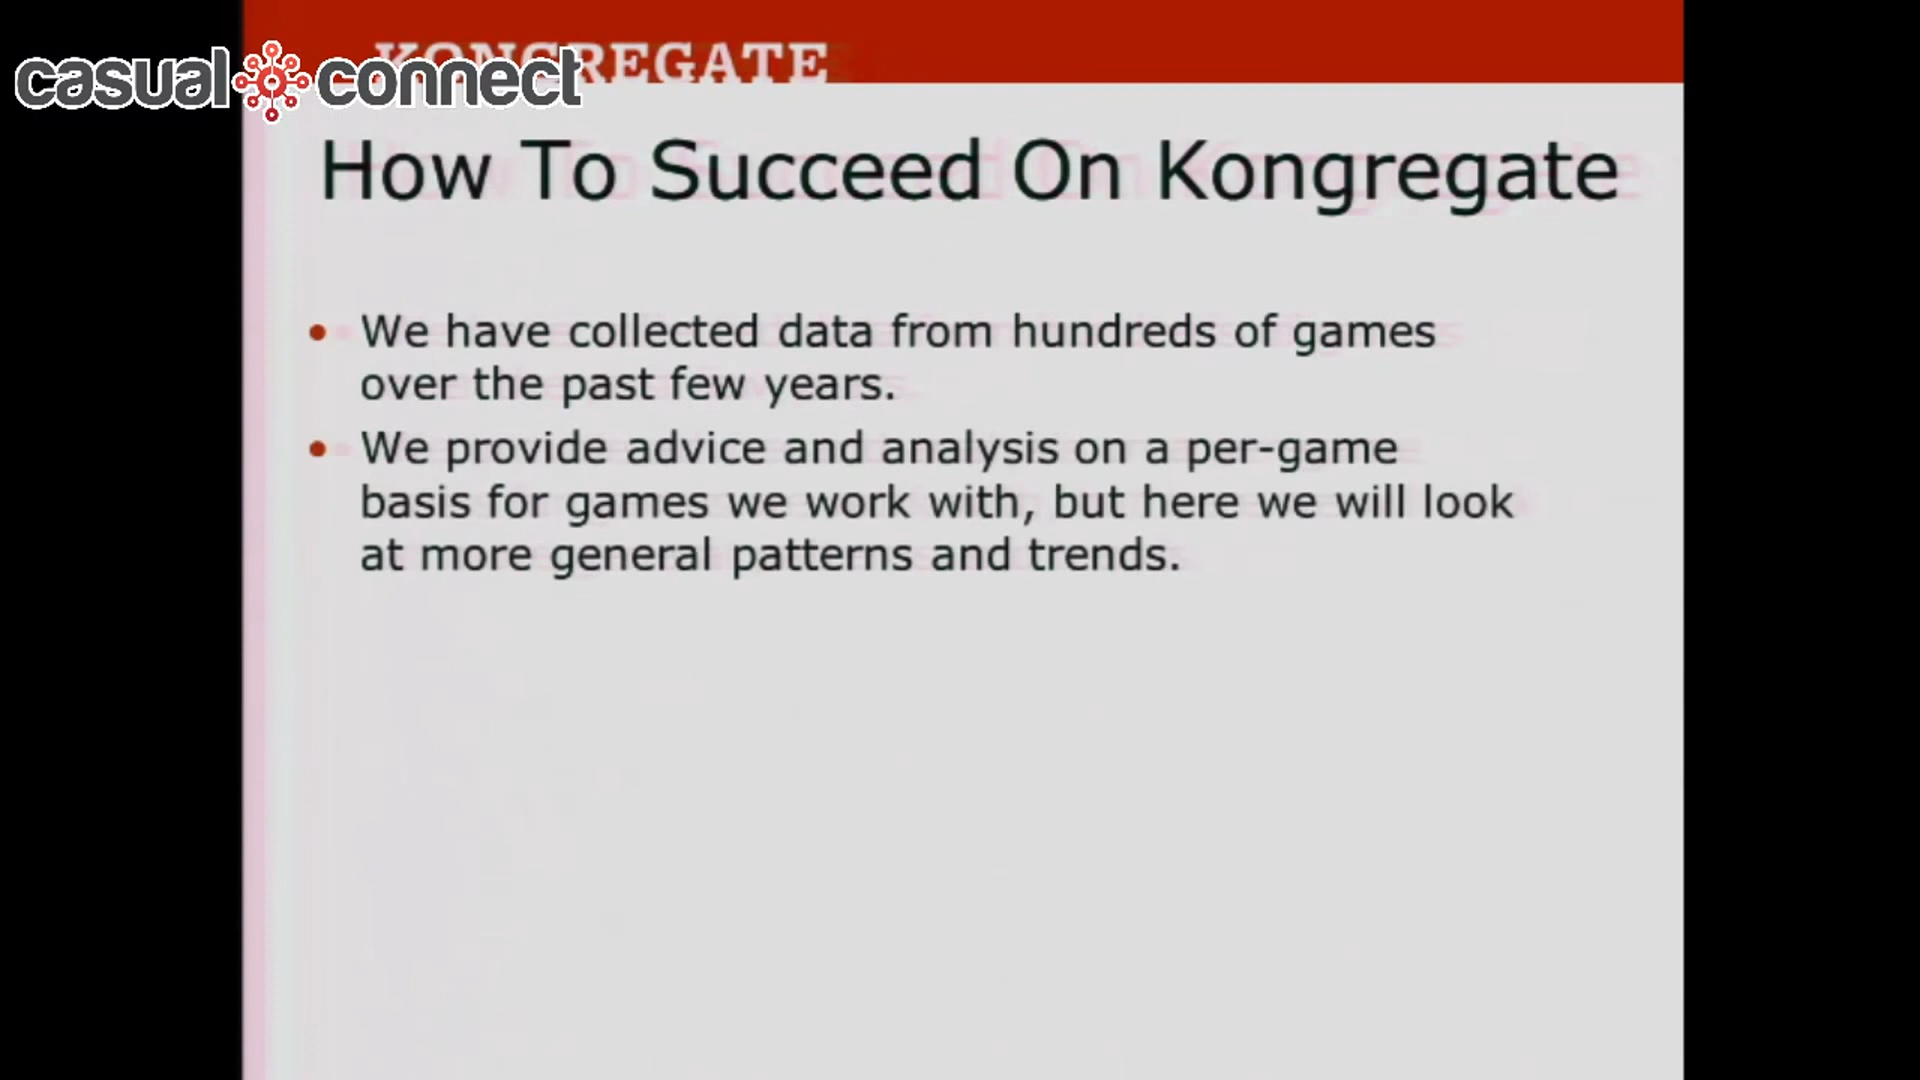 KONGREGATE
casual connect
How To Succeed On Kongregate
• We have collected data from hundreds of games
over the past few years.
• We provide advice and analysis on a per-game
basis for games we work with, but here we will look
at more general patterns and trends.